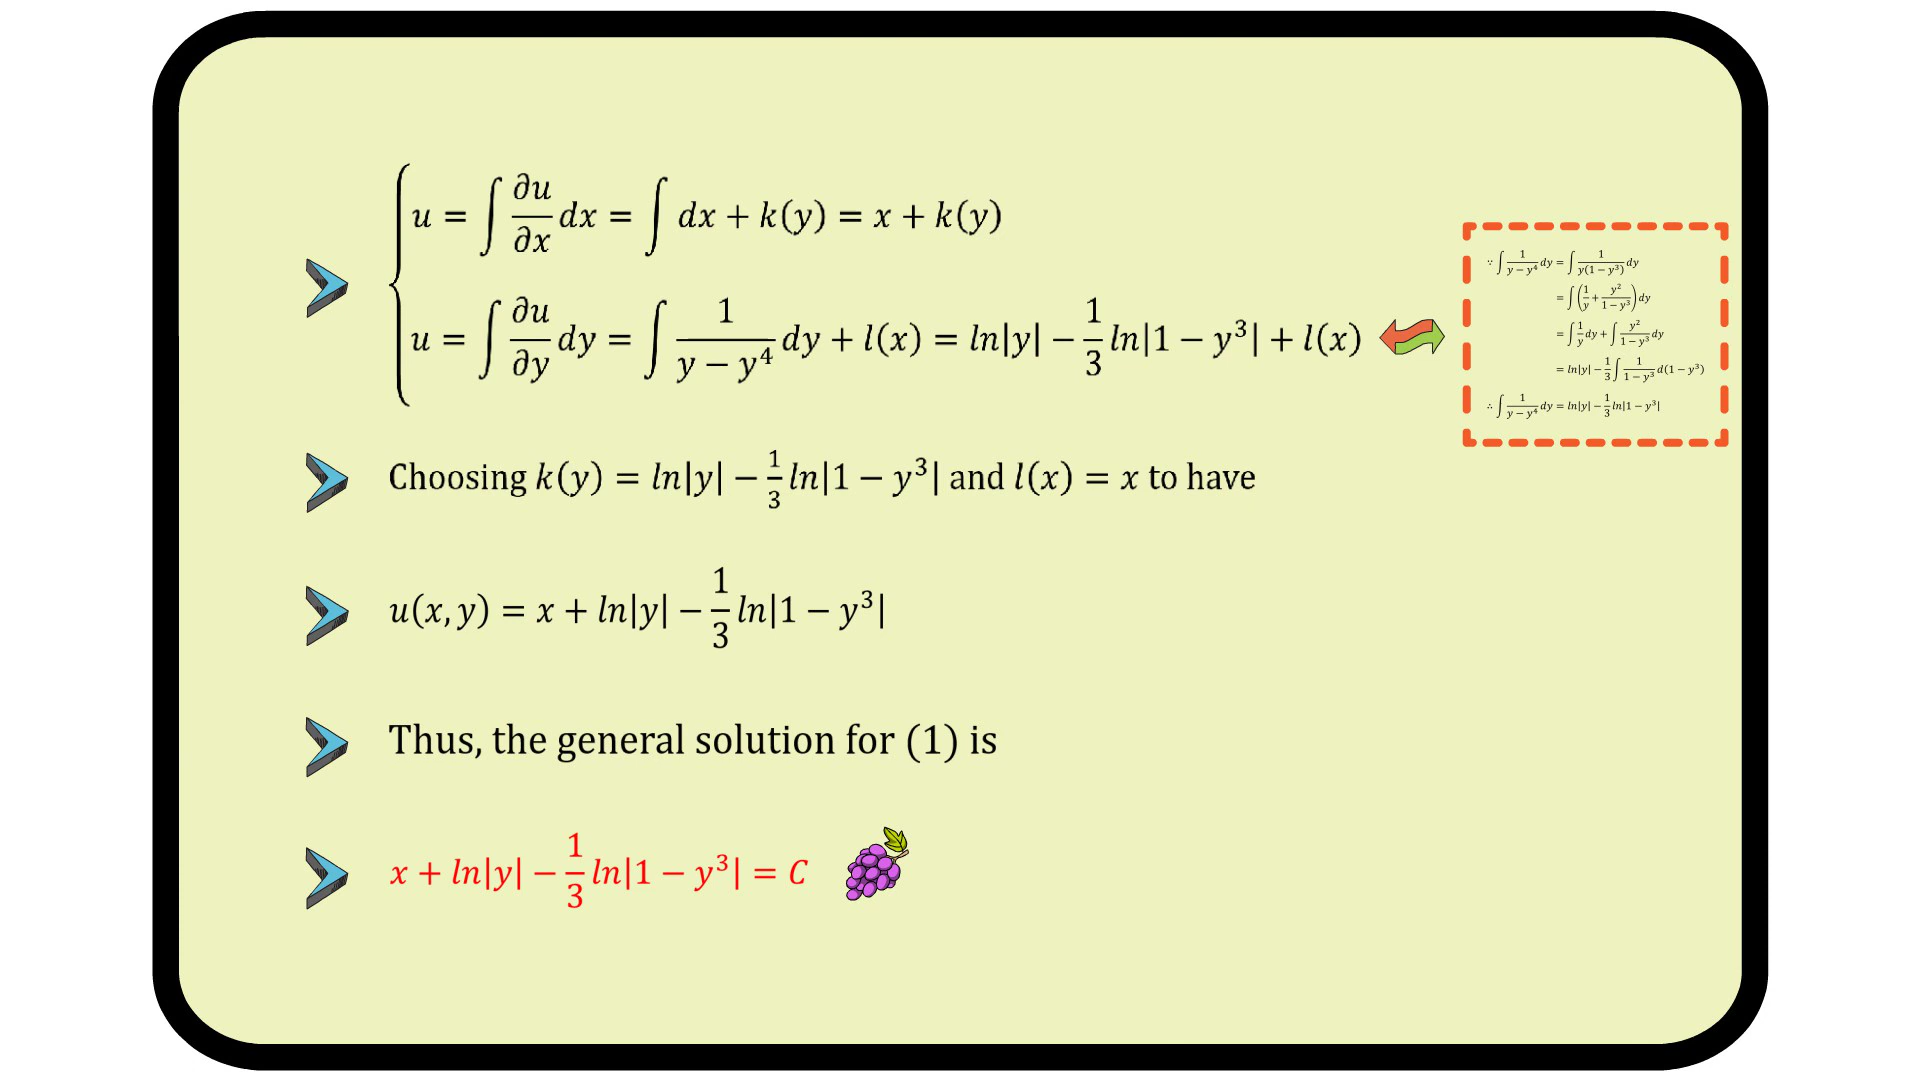 u = ∫ ∂u/∂x dx = ∫ dx + k(y) = x + k(y)
u = ∫ ∂u/∂y dy = ∫ 1/(y − y⁴) dy + l(x) = ln|y| − 1/3 ln|1 − y³| + l(x)
∵ ∫ 1/(y − y⁴) dy = ∫ 1/(y(1 − y³)) dy
= ∫ (1/y + y²/(1 − y³)) dy
= ∫ 1/y dy + ∫ y²/(1 − y³) dy
= ln|y| − 1/3 ∫ 1/(1 − y³) d(1 − y³)
∴ ∫ 1/(y − y⁴) dy = ln|y| − 1/3 ln|1 − y³|
Choosing k(y) = ln|y| − 1/3 ln|1 − y³| and l(x) = x to have
u(x, y) = x + ln|y| − 1/3 ln|1 − y³|
Thus, the general solution for (1) is
x + ln|y| − 1/3 ln|1 − y³| = C